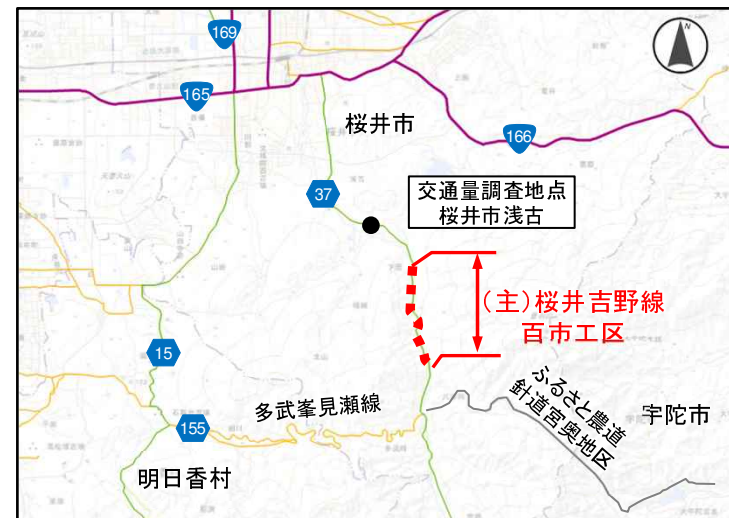 169
165
桜井市
166
37
交通量調査地点
桜井市浅古
(主)桜井吉野線
百市工区
15
多武峯見瀬線
ふるさと農道
針道宮奥地区
宇陀市
155
明日香村